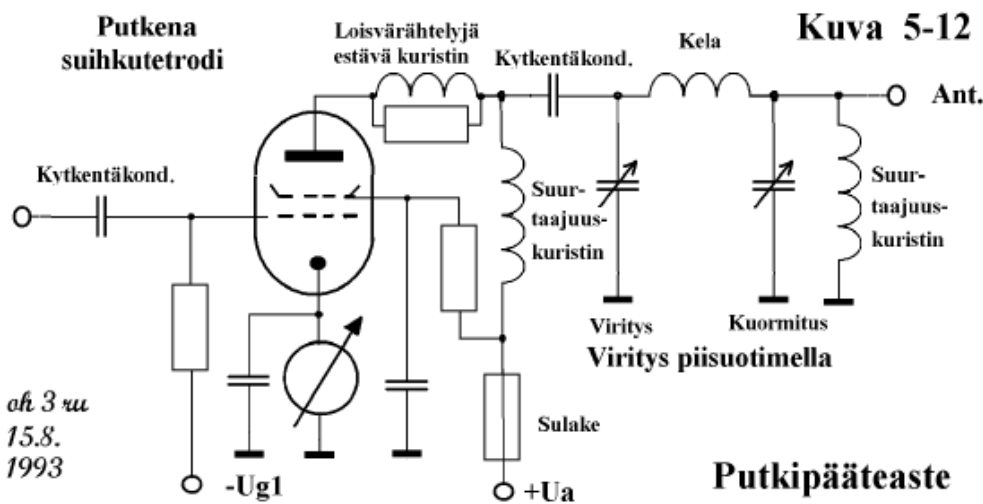 Putkena
suihkutetrodi
Loisvärähtelyjä
estävä kuristin
Kytkentäkond.
Kela
Kuva 5-12
Ant.
Kytkentäkond.
Suur-
taajuus-
kuristin
Suur-
taajuus-
kuristin
Viritys
Kuormitus
Viritys piisuotimella
oh 3 ru
15.8.
1993
Sulake
-Ug1
+Ua
Putkipääteaste